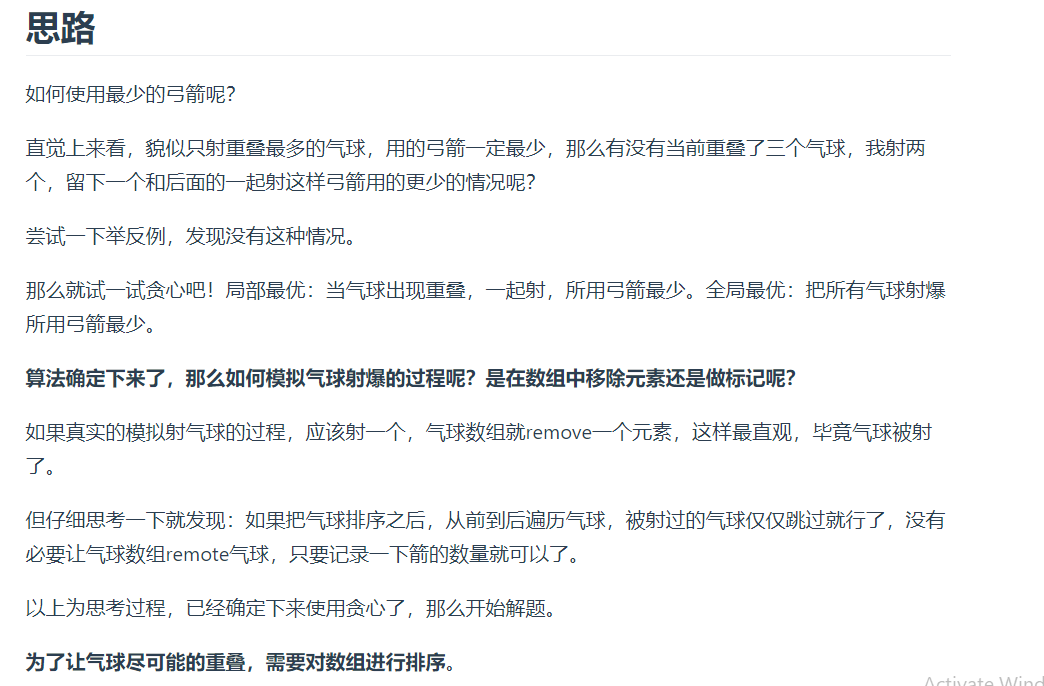 思路
如何使用最少的弓箭呢？
直觉上来看，貌似只射重叠最多的气球，用的弓箭一定最少，那么有没有当前重叠了三个气球，我射两
个，留下一个和后面的一起射这样弓箭用的更少的情况呢？
尝试一下举反例，发现没有这种情况。
那么就试一试贪心吧！局部最优：当气球出现重叠，一起射，所用弓箭最少。全局最优：把所有气球射爆
所用弓箭最少。
算法确定下来了，那么如何模拟气球射爆的过程呢？是在数组中移除元素还是做标记呢？
如果真实的模拟射气球的过程，应该射一个，气球数组就remove一个元素，这样最直观，毕竟气球被射
了。
但仔细思考一下就发现：如果把气球排序之后，从前到后遍历气球，被射过的气球仅仅跳过就行了，没有
必要让气球数组remote气球，只要记录一下箭的数量就可以了。
以上为思考过程，已经确定下来使用贪心了，那么开始解题。
为了让气球尽可能的重叠，需要对数组进行排序。
Activate Wind